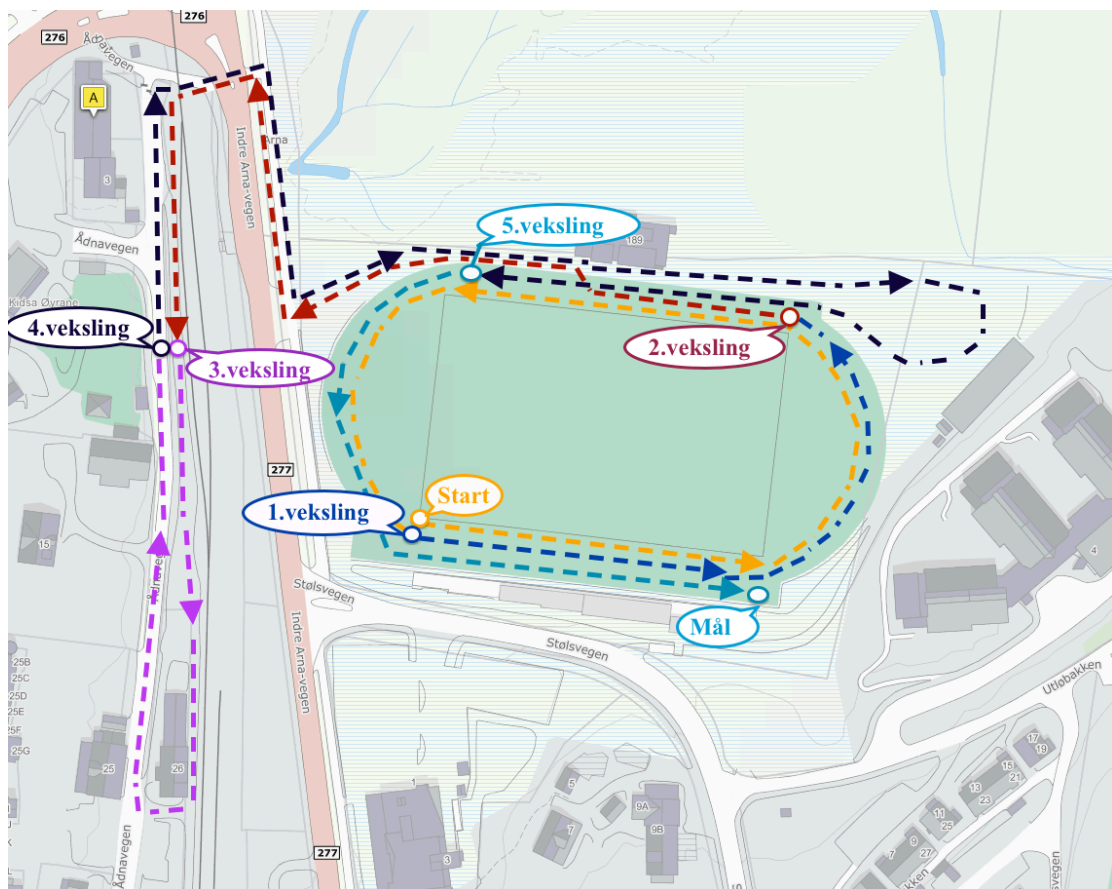 276
276
Åd
A
Arna
Indre Arna-vegen
3
5.veksling
189
Ådnavegen
Kidsa Øvrane
4.veksling
3.veksling
2.veksling
277
Start
1.veksling
15
4
Ådnavegen
Stølsvegen
Mål
Stølsvegen
Indre Arna-vegen
Utløbakken
25B
25C
25D
25E
25F
25G
25
26
17
19
15
21
13
23
11
25
9
27
7
1
5
9A
7
9B
3
277
Ådnavegen